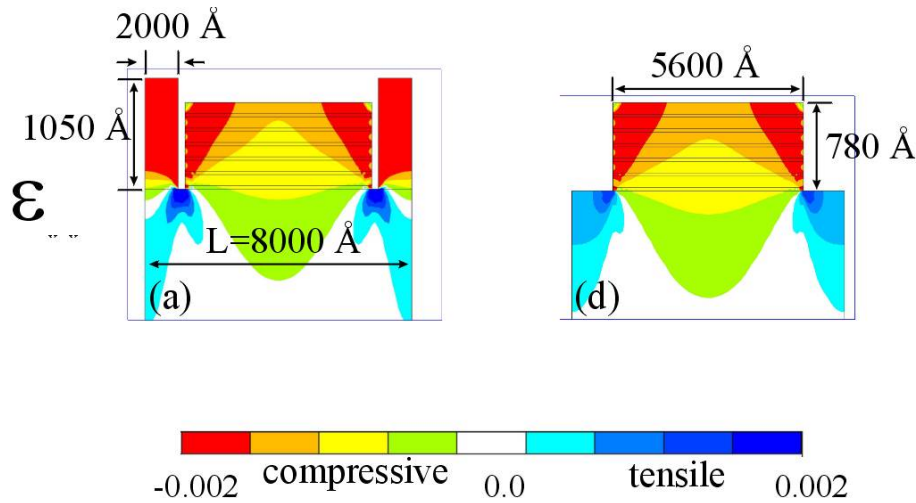 2000 Å
5600 Å
1050 Å
780 Å
ε
L=8000 Å
(a)
(d)
compressive
tensile
-0.002
0.0
0.002